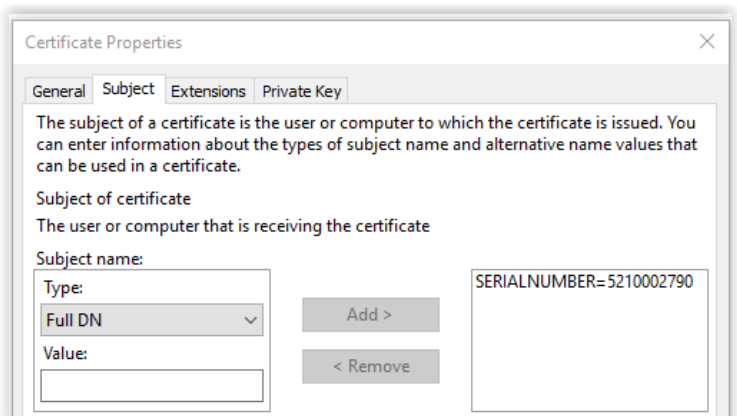 Certificate Properties
General Subject Extensions Private Key
The subject of a certificate is the user or computer to which the certificate is issued. You
can enter information about the types of subject name and alternative name values that
can be used in a certificate.
Subject of certificate
The user or computer that is receiving the certificate
Subject name:
Type:
Full DN
Value:
Add >
< Remove
SERIALNUMBER=5210002790